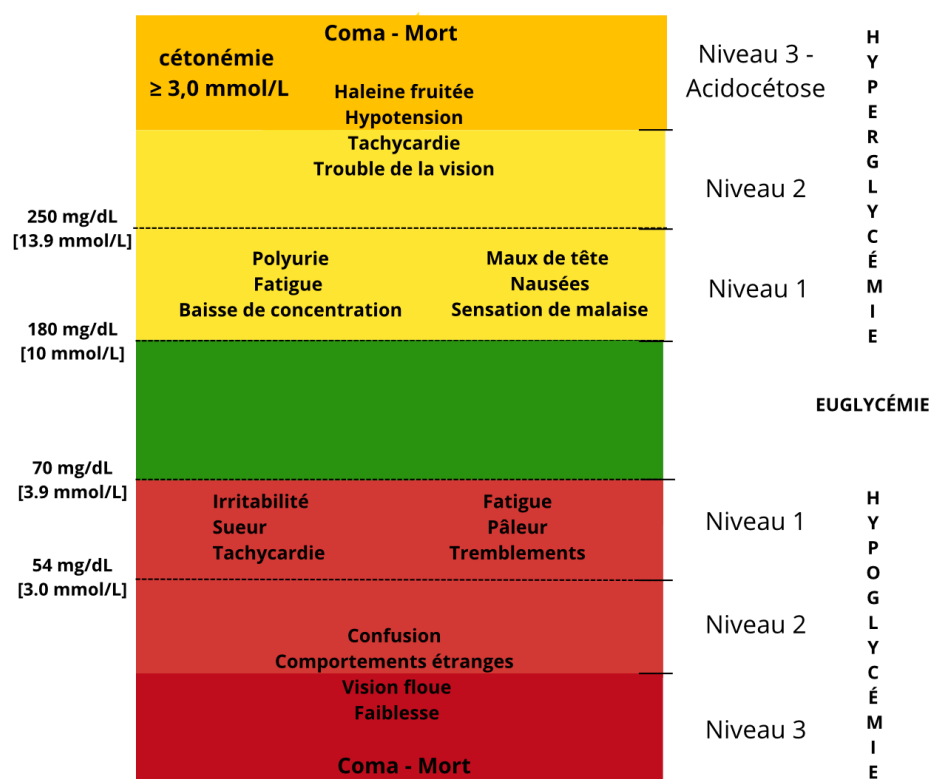 Coma - Mort
cétonémie
≥ 3,0 mmol/L
Haleine fruitée
Hypotension
Tachycardie
Trouble de la vision
Niveau 3 -
Acidocétose
Niveau 2
250 mg/dL
[13.9 mmol/L]
Polyurie
Fatigue
Baisse de concentration
Maux de tête
Nausées
Sensation de malaise
Niveau 1
180 mg/dL
[10 mmol/L]
HYPERGLYCÉMIE
EUGLYCÉMIE
70 mg/dL
[3.9 mmol/L]
Irritabilité
Sueur
Tachycardie
Fatigue
Pâleur
Tremblements
Niveau 1
54 mg/dL
[3.0 mmol/L]
Confusion
Comportements étranges
Vision floue
Faiblesse
Niveau 2
Coma - Mort
Niveau 3
HYPOGLYCÉMIE